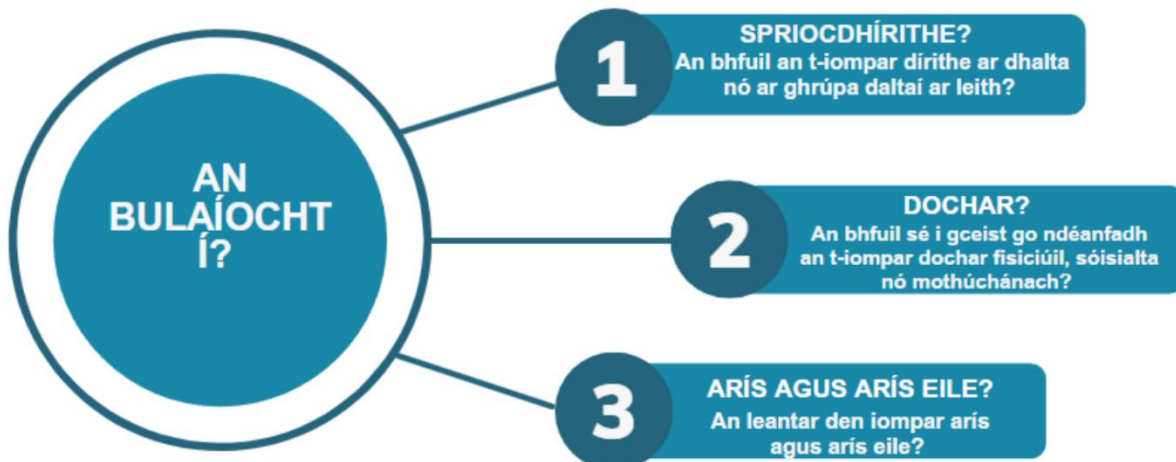 AN
BULAÍOCHT
Í?
1
SPRIOCDHÍRITHE?
An bhfuil an t-iompar dírithe ar dhalta
nó ar ghrúpa daltaí ar leith?
2
DOCHAR?
An bhfuil sé i gceist go ndéanfadh
an t-iompar dochar fisiciúil, sóisialta
nó mothúchánach?
3
ARÍS AGUS ARÍS EILE?
An leantar den iompar arís
agus arís eile?